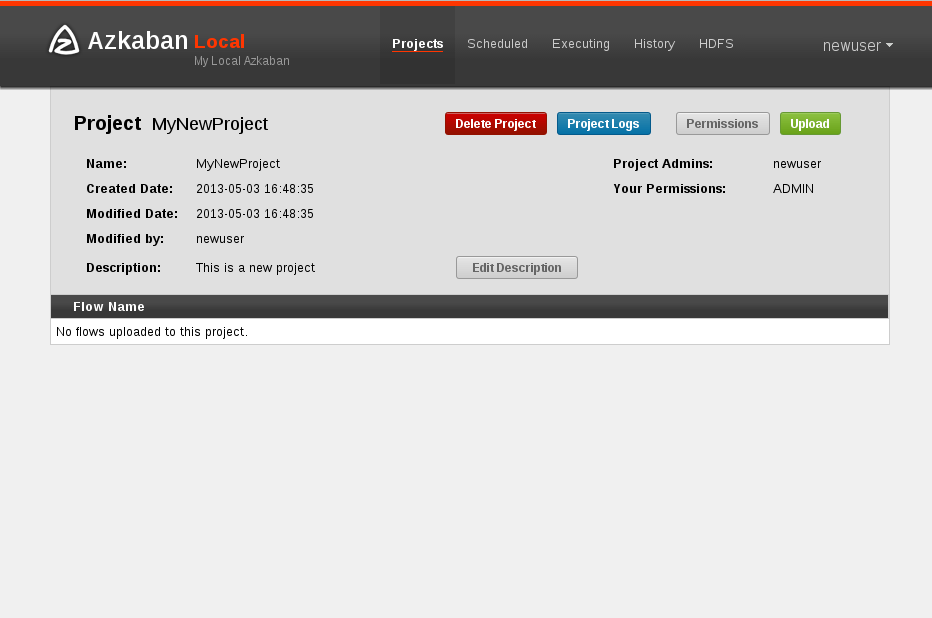 Azkaban Local
My Local Azkaban
Projects Scheduled Executing History HDFS newuser
Project MyNewProject Delete Project Project Logs Permissions Upload
Name: MyNewProject Project Admins: newuser
Created Date: 2013-05-03 16:48:35 Your Permissions: ADMIN
Modified Date: 2013-05-03 16:48:35
Modified by: newuser
Description: This is a new project Edit Description
Flow Name
No flows uploaded to this project.